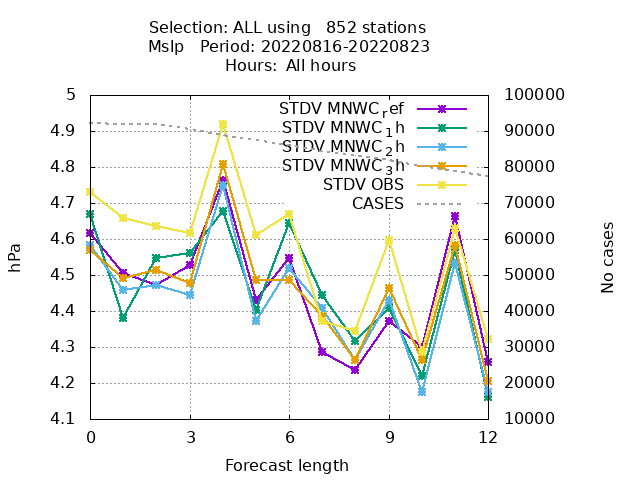 Selection: ALL using   852 stations
Mslp   Period: 20220816-20220823
Hours:  All hours
STDV MNWC_ref
STDV MNWC_1h
STDV MNWC_2h
STDV MNWC_3h
STDV OBS
CASES
5
4.9
4.8
4.7
4.6
4.5
4.4
4.3
4.2
4.1
100000
90000
80000
70000
60000
50000
40000
30000
20000
10000
hPa
No cases
0 3 6 9 12
Forecast length